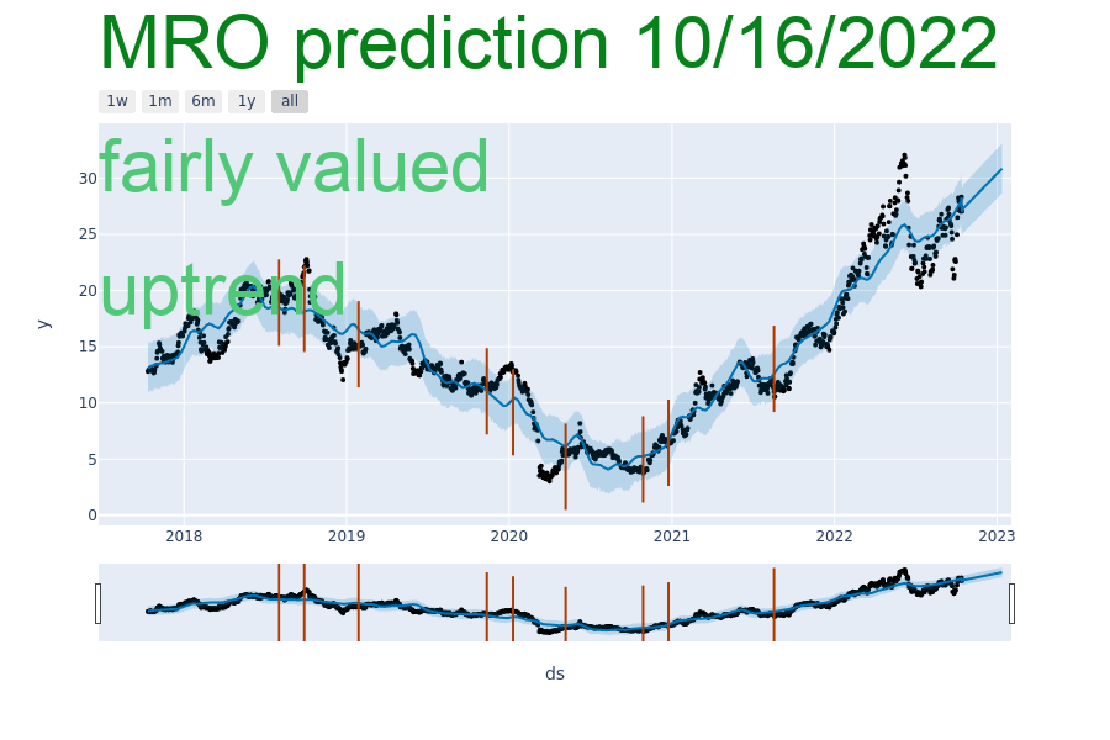 MRO prediction 10/16/2022
1w 1m 6m 1y all
fairly valued
30
25
uptrend
20
15
10
5
0
y
2018 2019 2020 2021 2022 2023
ds